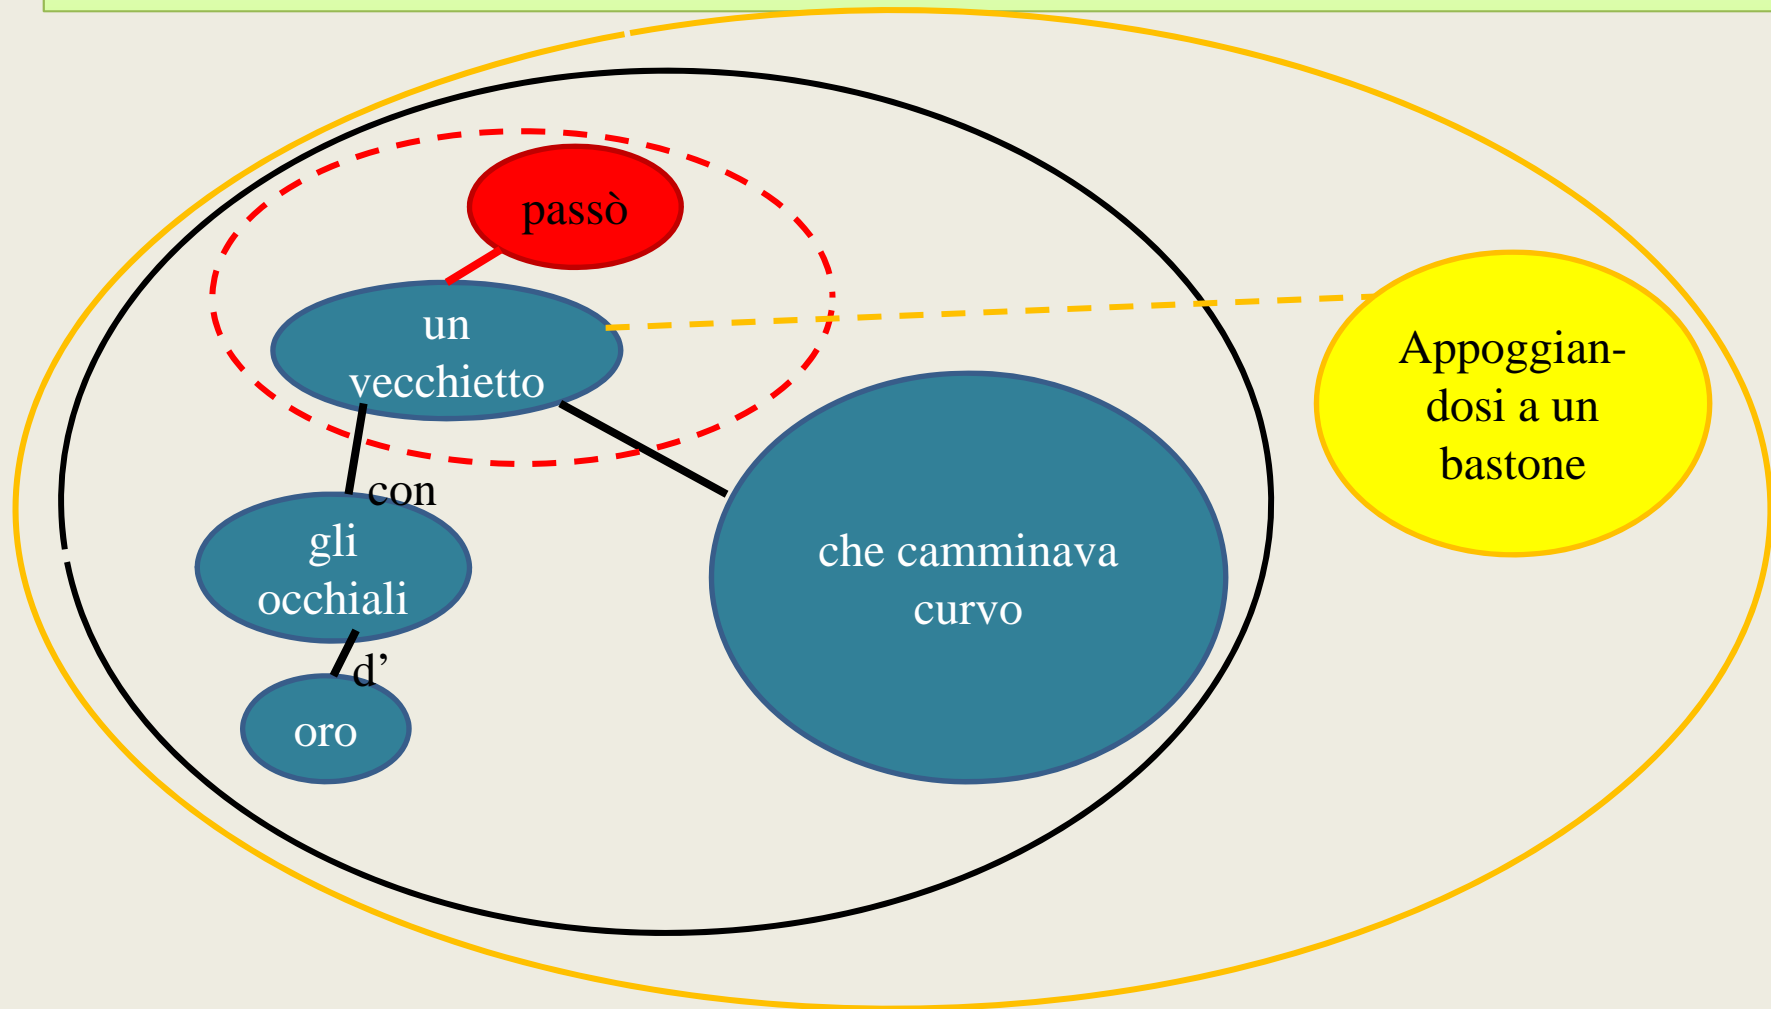 passò
un
vecchietto
con
gli
occhiali
d’
oro
che camminava
curvo
Appoggian-
dosi a un
bastone